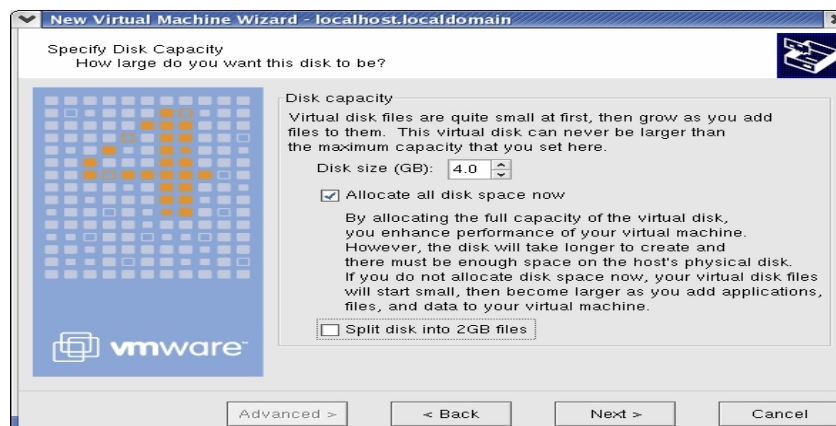 New Virtual Machine Wizard - localhost.localdomain
Specify Disk Capacity
How large do you want this disk to be?
Disk capacity
Virtual disk files are quite small at first, then grow as you add
files to them. This virtual disk can never be larger than
the maximum capacity that you set here.
Disk size (GB): 4.0
Allocate all disk space now
By allocating the full capacity of the virtual disk,
you enhance performance of your virtual machine.
However, the disk will take longer to create and
there must be enough space on the host's physical disk.
If you do not allocate disk space now, your virtual disk files
will start small, then become larger as you add applications,
files, and data to your virtual machine.
Split disk into 2GB files
vmware
Advanced > < Back Next > Cancel